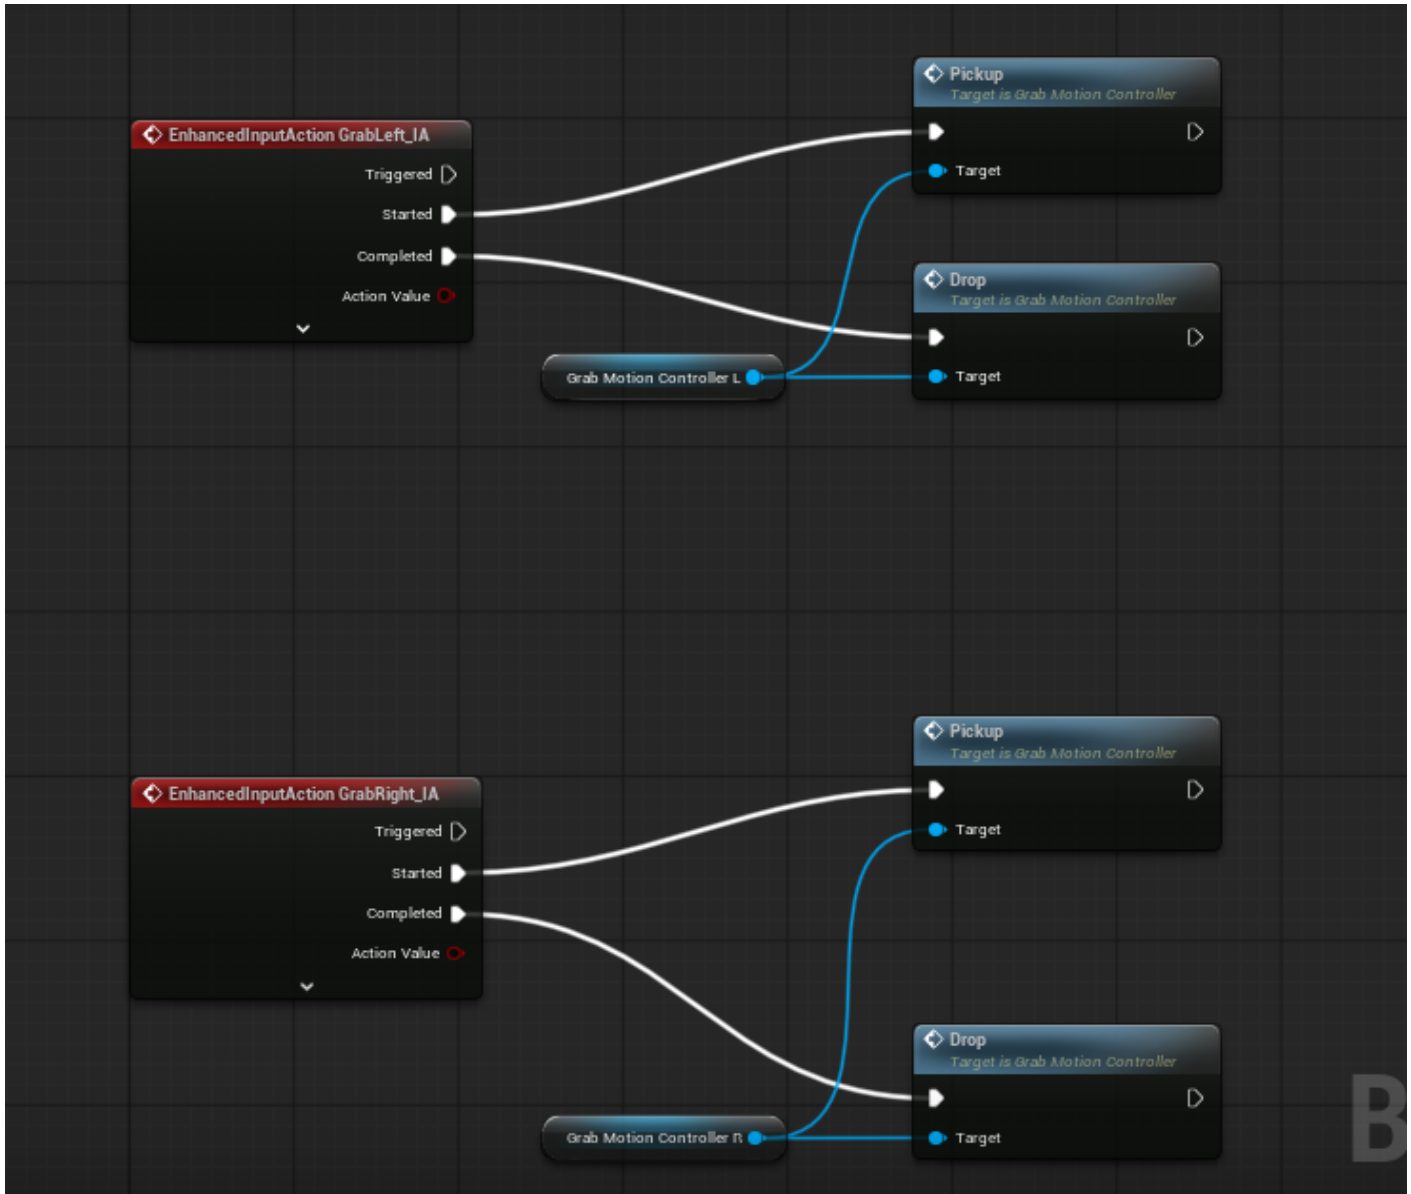 Pickup
Target is Grab Motion Controller
EnhancedInputAction GrabLeft_IA
Triggered
Started
Target
Completed
Drop
Action Value
Target is Grab Motion Controller
Grab Motion Controller L
Target
Pickup
Target is Grab Motion Controller
EnhancedInputAction GrabRight_IA
Triggered
Target
Started
Completed
Action Value
Drop
Target is Grab Motion Controller
Grab Motion Controller R
Target
B